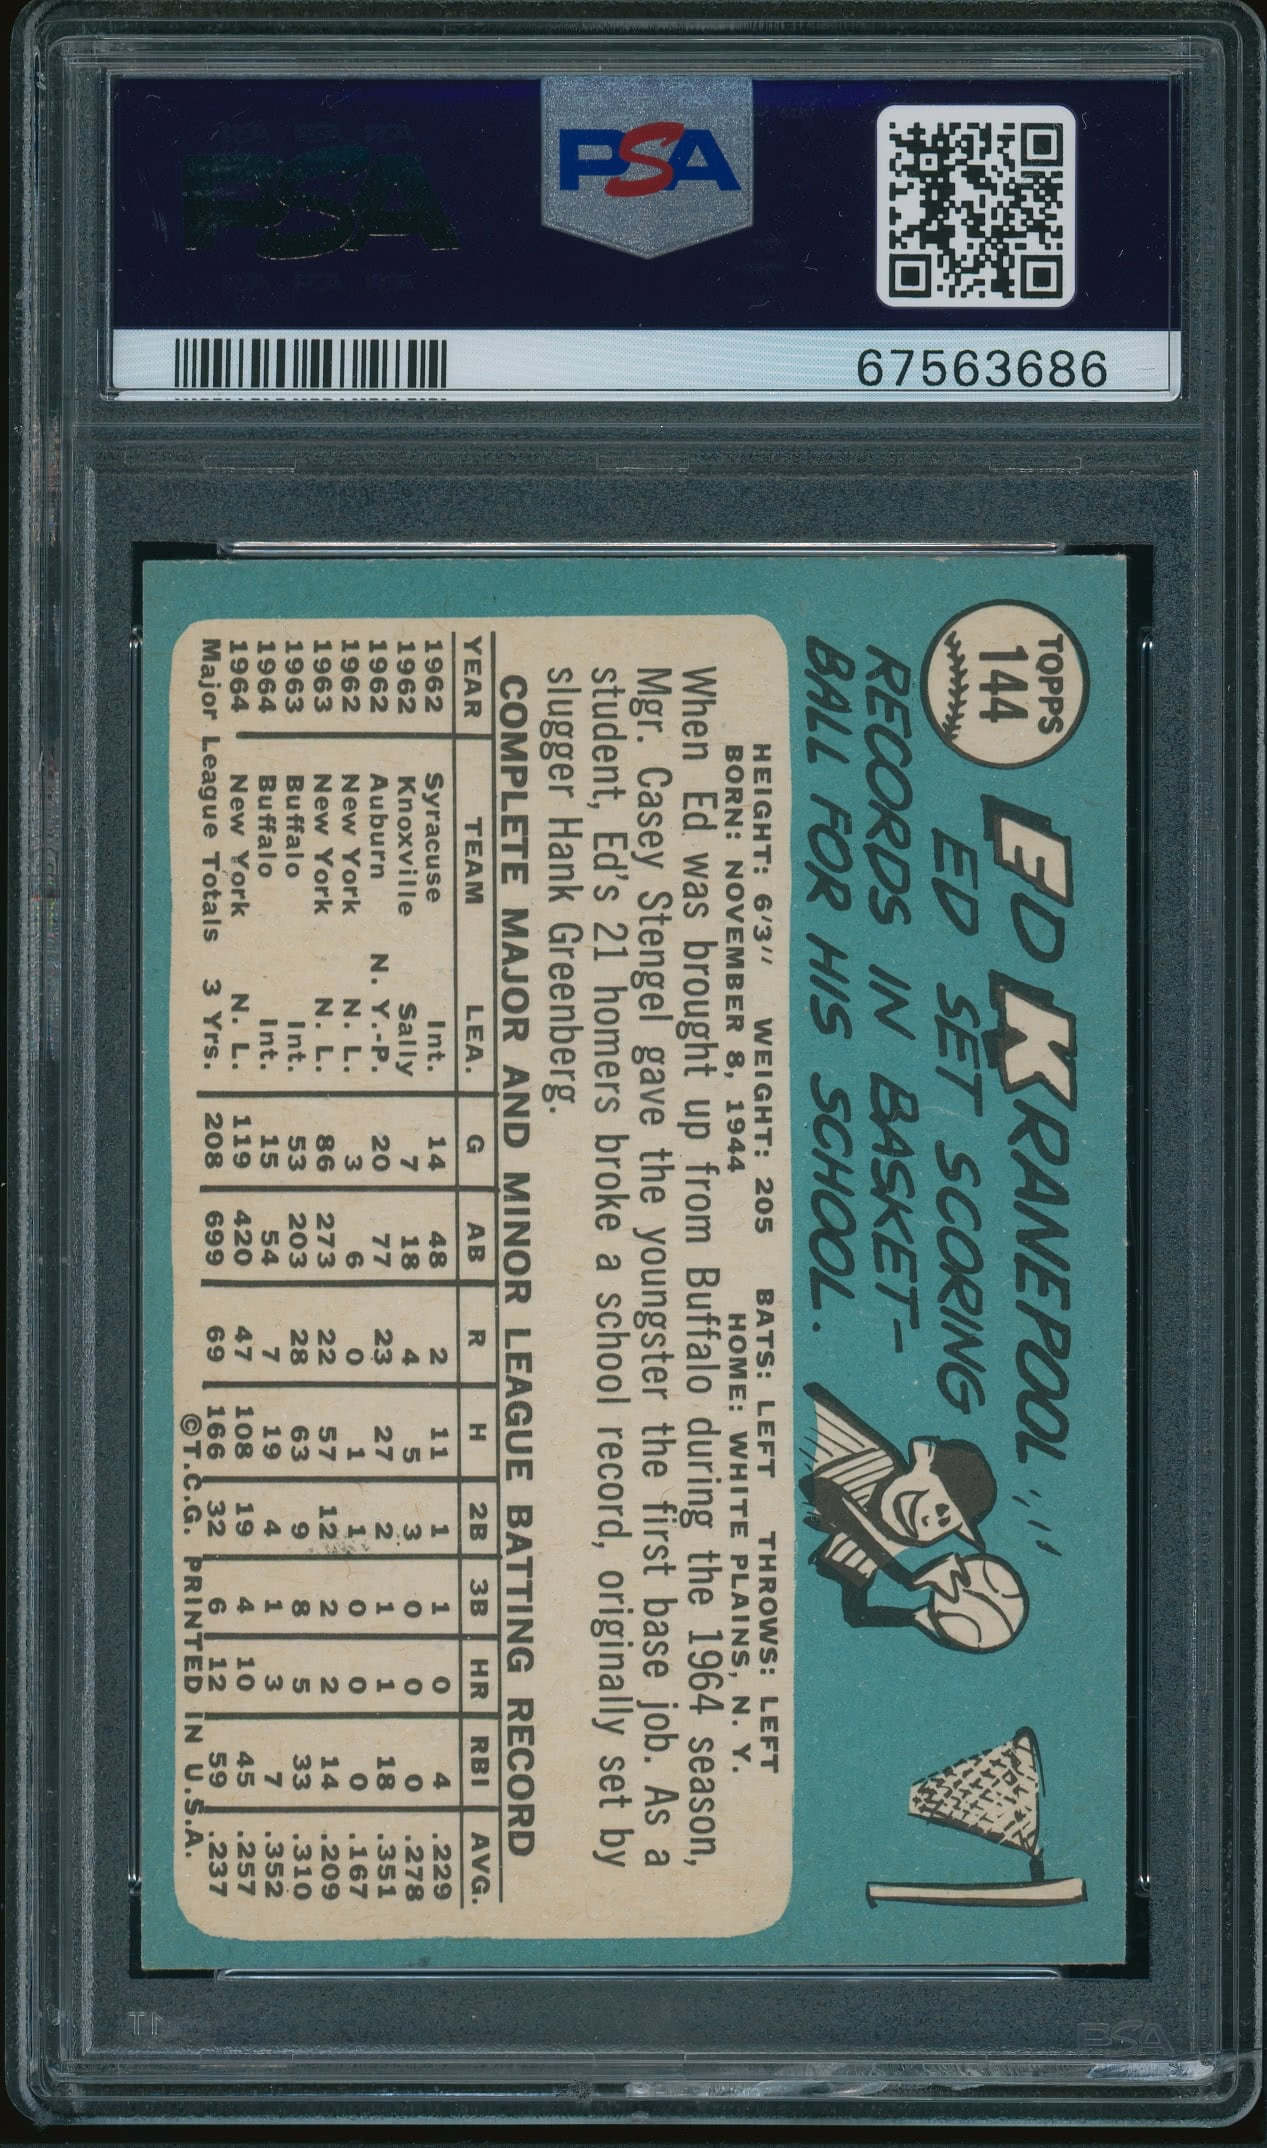 PSA
PSA
67563686
TOPPS
144
ED KRANEPOOL
ED SET SCORING
RECORDS IN BASKET-
BALL FOR HIS SCHOOL.
HEIGHT: 6'3" WEIGHT: 205 BATS: LEFT THROWS: LEFT
BORN: NOVEMBER 8, 1944 HOME: WHITE PLAINS, N. Y.
When Ed was brought up from Buffalo during the 1964 season,
Mgr. Casey Stengel gave the youngster the first base job. As a
student, Ed's 21 homers broke a school record, originally set by
slugger Hank Greenberg.
COMPLETE MAJOR AND MINOR LEAGUE BATTING RECORD
YEAR TEAM LEA. G AB R H 2B 3B HR RBI AVG.
1962 Syracuse Int. 14 48 2 11 1 1 0 4 .229
1962 Knoxville Sally 7 18 4 5 3 0 0 0 .278
1962 Auburn N. Y.-P. 20 77 23 27 2 1 1 18 .351
1962 New York N. L. 3 6 0 1 1 0 0 0 .167
1963 New York N. L. 86 273 22 57 12 2 2 14 .209
1963 Buffalo Int. 53 203 28 63 9 8 5 33 .310
1964 Buffalo Int. 15 54 7 19 4 1 3 7 .352
1964 New York N. L. 119 420 47 108 19 4 10 45 .257
Major League Totals 3 Yrs. 208 699 69 166 32 6 12 59 .237
©T.C.G. PRINTED IN U.S.A.
PSA